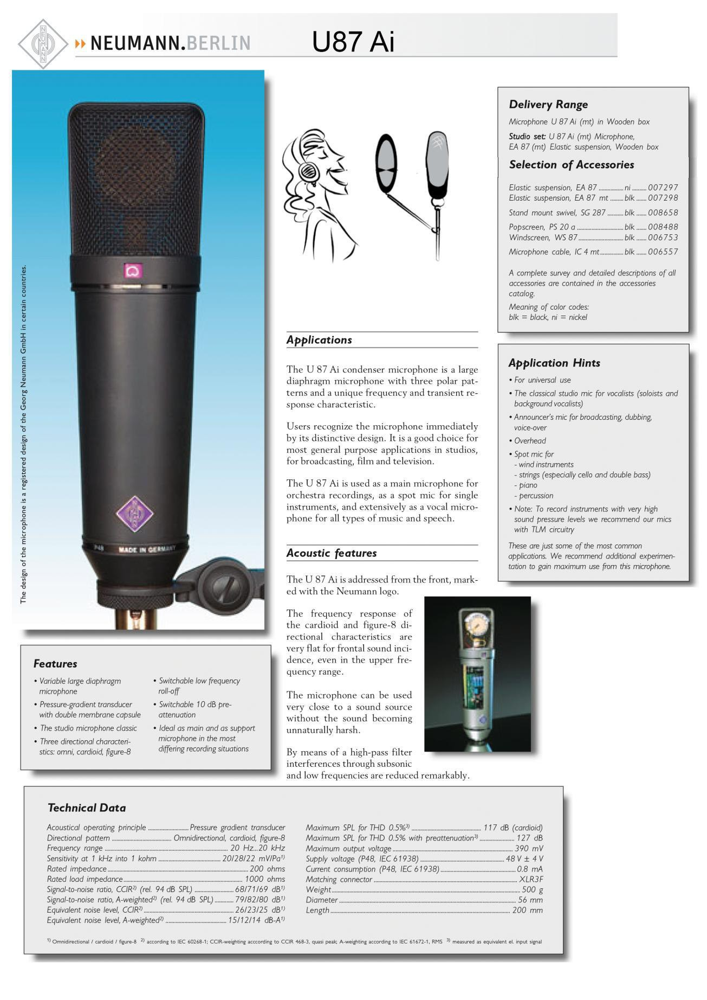 NEUMANN
NEUMANN.BERLIN
U87 Ai
The design of the microphone is a registered design of the Georg Neumann GmbH in certain countries.
P48 MADE IN GERMANY
Delivery Range
Microphone U 87 Ai (mt) in Wooden box
Studio set: U 87 Ai (mt) Microphone,
EA 87 (mt) Elastic suspension, Wooden box
Selection of Accessories
Elastic suspension, EA 87 ................. ni .......... 007297
Elastic suspension, EA 87 mt ......... blk ....... 007298
Stand mount swivel, SG 287 ........... blk ....... 008658
Popscreen, PS 20 a ................................ blk ....... 008488
Windscreen, WS 87............................... blk ....... 006753
Microphone cable, IC 4 mt................ blk ....... 006557
A complete survey and detailed descriptions of all
accessories are contained in the accessories
catalog.
Meaning of color codes:
blk = black, ni = nickel
Applications
The U 87 Ai condenser microphone is a large
diaphragm microphone with three polar pat-
terns and a unique frequency and transient re-
sponse characteristic.
Users recognize the microphone immediately
by its distinctive design. It is a good choice for
most general purpose applications in studios,
for broadcasting, film and television.
The U 87 Ai is used as a main microphone for
orchestra recordings, as a spot mic for single
instruments, and extensively as a vocal micro-
phone for all types of music and speech.
Acoustic features
The U 87 Ai is addressed from the front, mark-
ed with the Neumann logo.
The frequency response of
the cardioid and figure-8 di-
rectional characteristics are
very flat for frontal sound inci-
dence, even in the upper fre-
quency range.
The microphone can be used
very close to a sound source
without the sound becoming
unnaturally harsh.
By means of a high-pass filter
interferences through subsonic
and low frequencies are reduced remarkably.
Application Hints
• For universal use
• The classical studio mic for vocalists (soloists and
background vocalists)
• Announcer's mic for broadcasting, dubbing,
voice-over
• Overhead
• Spot mic for
- wind instruments
- strings (especially cello and double bass)
- piano
- percussion
• Note: To record instruments with very high
sound pressure levels we recommend our mics
with TLM circuitry
These are just some of the most common
applications. We recommend additional experimen-
tation to gain maximum use from this microphone.
Features
• Variable large diaphragm
microphone
• Pressure-gradient transducer
with double membrane capsule
• The studio microphone classic
• Three directional characteri-
stics: omni, cardioid, figure-8
• Switchable low frequency
roll-off
• Switchable 10 dB pre-
attenuation
• Ideal as main and as support
microphone in the most
differing recording situations
Technical Data
Acoustical operating principle ............................ Pressure gradient transducer
Directional pattern ......................................... Omnidirectional, cardioid, figure-8
Frequency range ...................................................................................... 20 Hz...20 kHz
Sensitivity at 1 kHz into 1 kohm ........................................... 20/28/22 mV/Pa1)
Rated impedance.................................................................................................. 200 ohms
Rated load impedance................................................................................... 1000 ohms
Signal-to-noise ratio, CCIR2) (rel. 94 dB SPL) ........................... 68/71/69 dB1)
Signal-to-noise ratio, A-weighted2) (rel. 94 dB SPL)............. 79/82/80 dB1)
Equivalent noise level, CCIR2) .............................................................. 26/23/25 dB1)
Equivalent noise level, A-weighted2) .......................................... 15/12/14 dB-A1)
Maximum SPL for THD 0.5%3) ................................................ 117 dB (cardioid)
Maximum SPL for THD 0.5% with preattenuation3) ........................ 127 dB
Maximum output voltage..................................................................................... 390 mV
Supply voltage (P48, IEC 61938) .......................................................... 48 V ± 4 V
Current consumption (P48, IEC 61938).................................................... 0.8 mA
Matching connector .................................................................................................... XLR3F
Weight.................................................................................................................................... 500 g
Diameter ........................................................................................................................... 56 mm
Length............................................................................................................................. 200 mm
1) Omnidirectional / cardioid / figure-8 2) according to IEC 60268-1; CCIR-weighting acccording to CCIR 468-3, quasi peak; A-weighting according to IEC 61672-1, RMS 3) measured as equivalent el. input signal